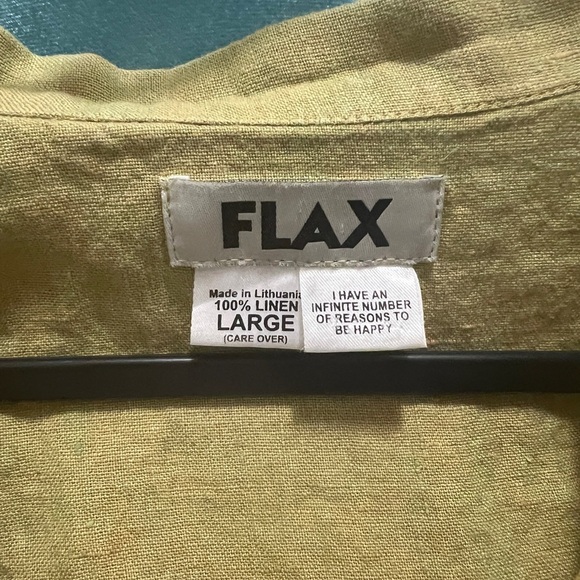 FLAX
Made in Lithuania
100% LINEN
LARGE
(CARE OVER)
I HAVE AN
INFINITE NUMBER
OF REASONS TO
BE HAPPY